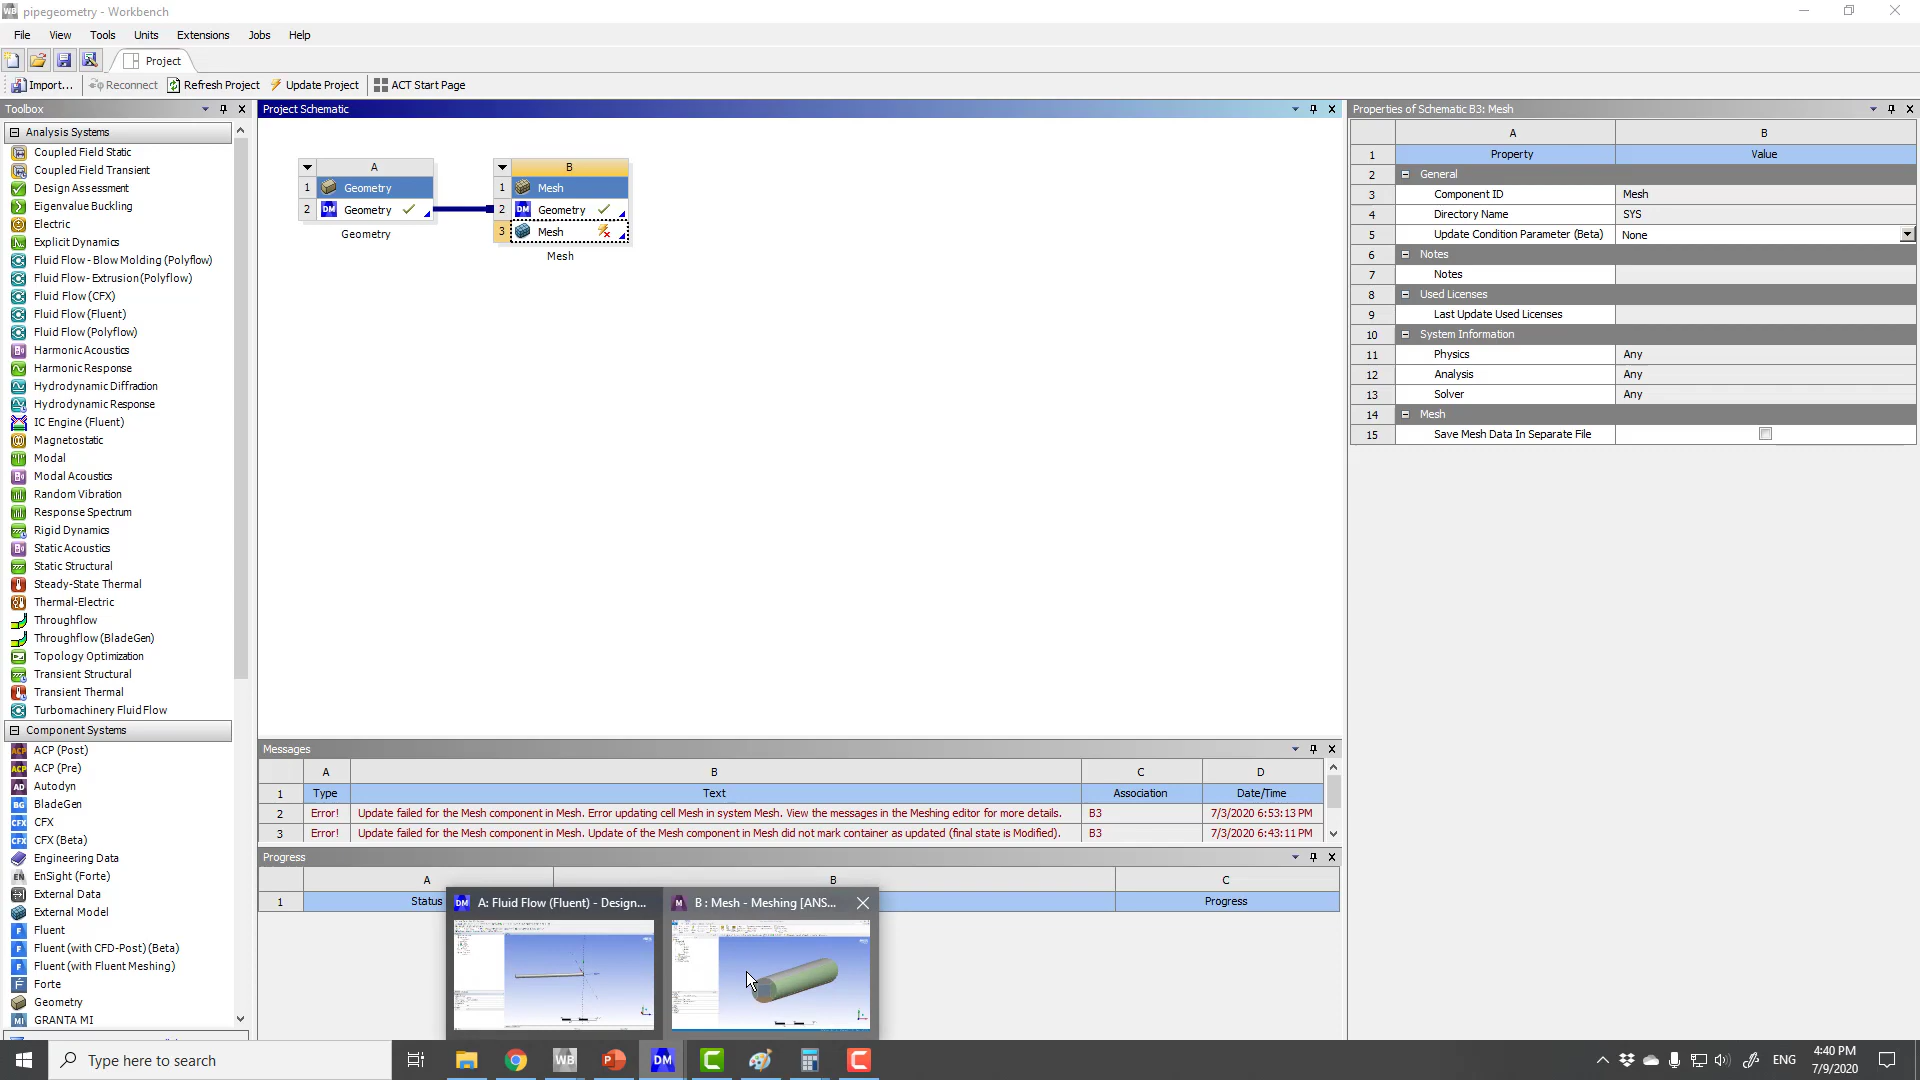 pipegeometry - Workbench
File View Tools Units Extensions Jobs Help
Project
Import... Reconnect Refresh Project Update Project ACT Start Page
Toolbox
Analysis Systems
Coupled Field Static
Coupled Field Transient
Design Assessment
Eigenvalue Buckling
Electric
Explicit Dynamics
Fluid Flow - Blow Molding (Polyflow)
Fluid Flow- Extrusion (Polyflow)
Fluid Flow (CFX)
Fluid Flow (Fluent)
Fluid Flow (Polyflow)
Harmonic Acoustics
Harmonic Response
Hydrodynamic Diffraction
Hydrodynamic Response
IC Engine (Fluent)
Magnetostatic
Modal
Modal Acoustics
Random Vibration
Response Spectrum
Rigid Dynamics
Static Acoustics
Static Structural
Steady-State Thermal
Thermal-Electric
Throughflow
Throughflow (BladeGen)
Topology Optimization
Transient Structural
Transient Thermal
Turbomachinery Fluid Flow
Component Systems
ACP (Post)
ACP (Pre)
Autodyn
BladeGen
CFX
CFX (Beta)
Engineering Data
EnSight (Forte)
External Data
External Model
Fluent
Fluent (with CFD-Post) (Beta)
Fluent (with Fluent Meshing)
Forte
Geometry
GRANTA MI
Project Schematic
A
1 Geometry
2 DM Geometry
Geometry
B
1 Mesh
2 DM Geometry
3 Mesh
Mesh
Properties of Schematic B3: Mesh
A B
1 Property Value
2 General
3 Component ID Mesh
4 Directory Name SYS
5 Update Condition Parameter (Beta) None
6 Notes
7 Notes
8 Used Licenses
9 Last Update Used Licenses
10 System Information
11 Physics Any
12 Analysis Any
13 Solver Any
14 Mesh
15 Save Mesh Data In Separate File
Messages
A B C D
1 Type Text Association Date/Time
2 Error! Update failed for the Mesh component in Mesh. Error updating cell Mesh in system Mesh. View the messages in the Meshing editor for more details. B3 7/3/2020 6:53:13 PM
3 Error! Update failed for the Mesh component in Mesh. Update of the Mesh component in Mesh did not mark container as updated (final state is Modified). B3 7/3/2020 6:43:11 PM
Progress
A B C
1 Status Progress
DM A: Fluid Flow (Fluent) - Design...
M B : Mesh - Meshing [ANS...
Type here to search
WB DM
ENG
4:40 PM
7/9/2020